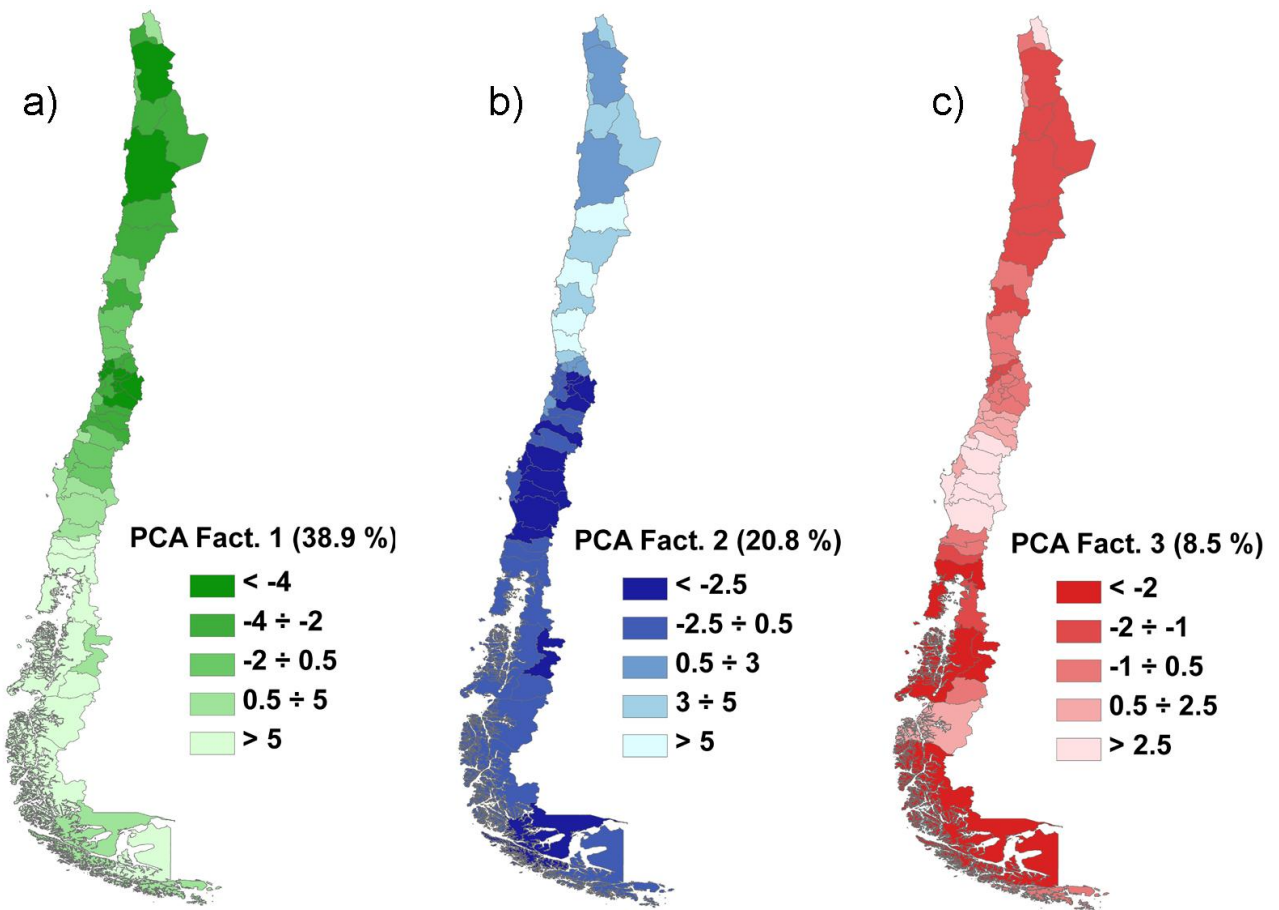 a)
b)
c)
PCA Fact. 1 (38.9 %)
< -4
-4 ÷ -2
-2 ÷ 0.5
0.5 ÷ 5
> 5
PCA Fact. 2 (20.8 %)
< -2.5
-2.5 ÷ 0.5
0.5 ÷ 3
3 ÷ 5
> 5
PCA Fact. 3 (8.5 %)
< -2
-2 ÷ -1
-1 ÷ 0.5
0.5 ÷ 2.5
> 2.5